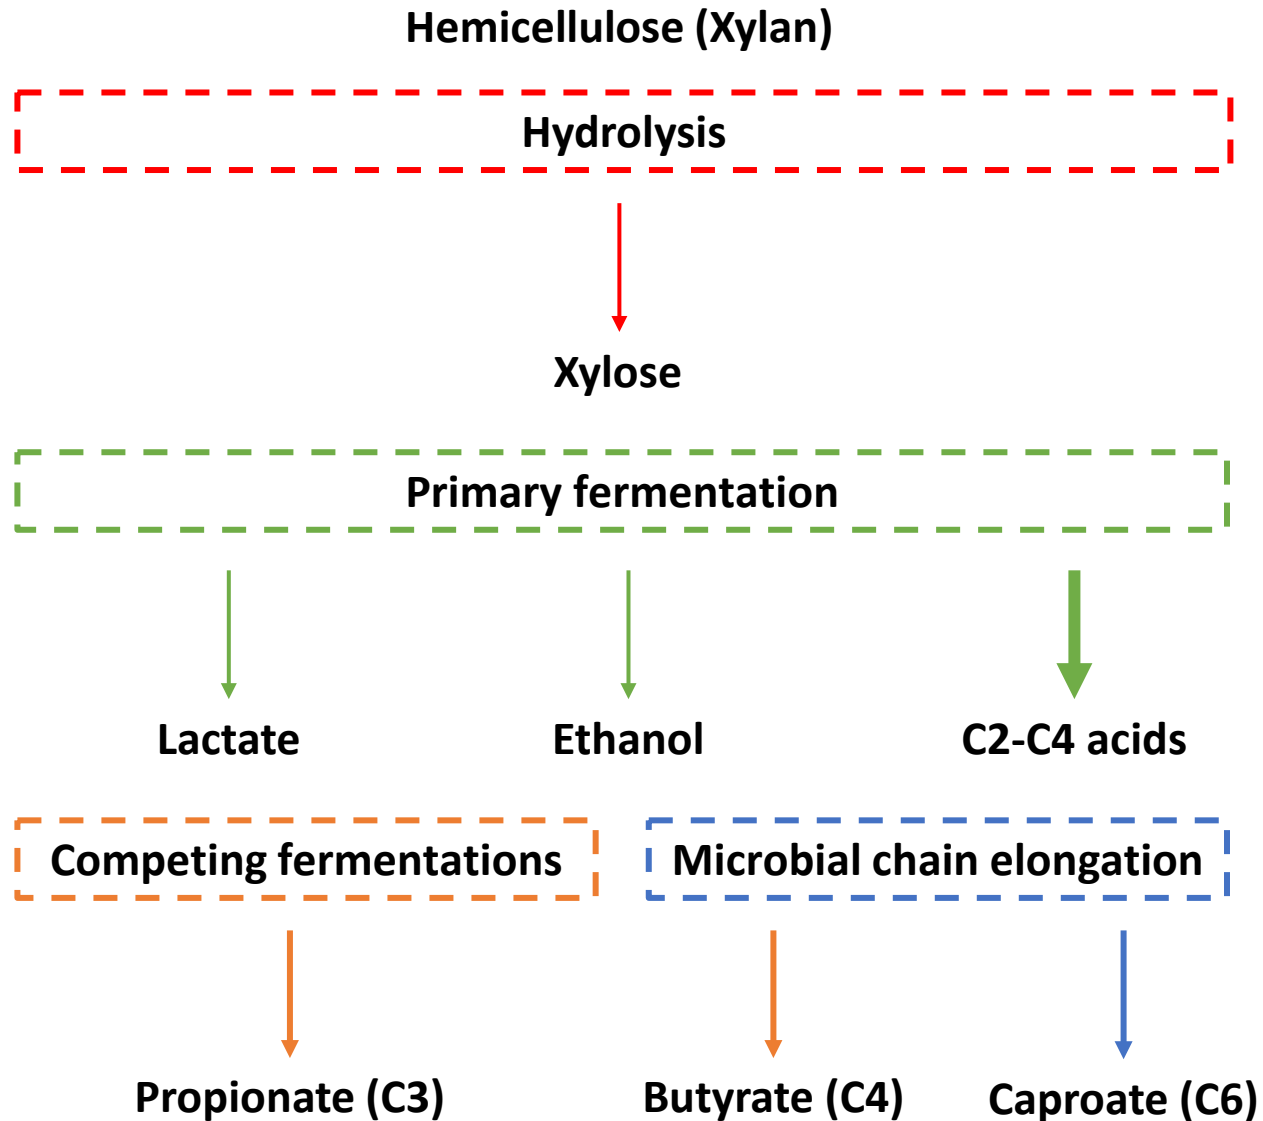 Hemicellulose (Xylan)
Hydrolysis
Xylose
Primary fermentation
Lactate
Ethanol
C2-C4 acids
Competing fermentations
Microbial chain elongation
Propionate (C3)
Butyrate (C4)
Caproate (C6)